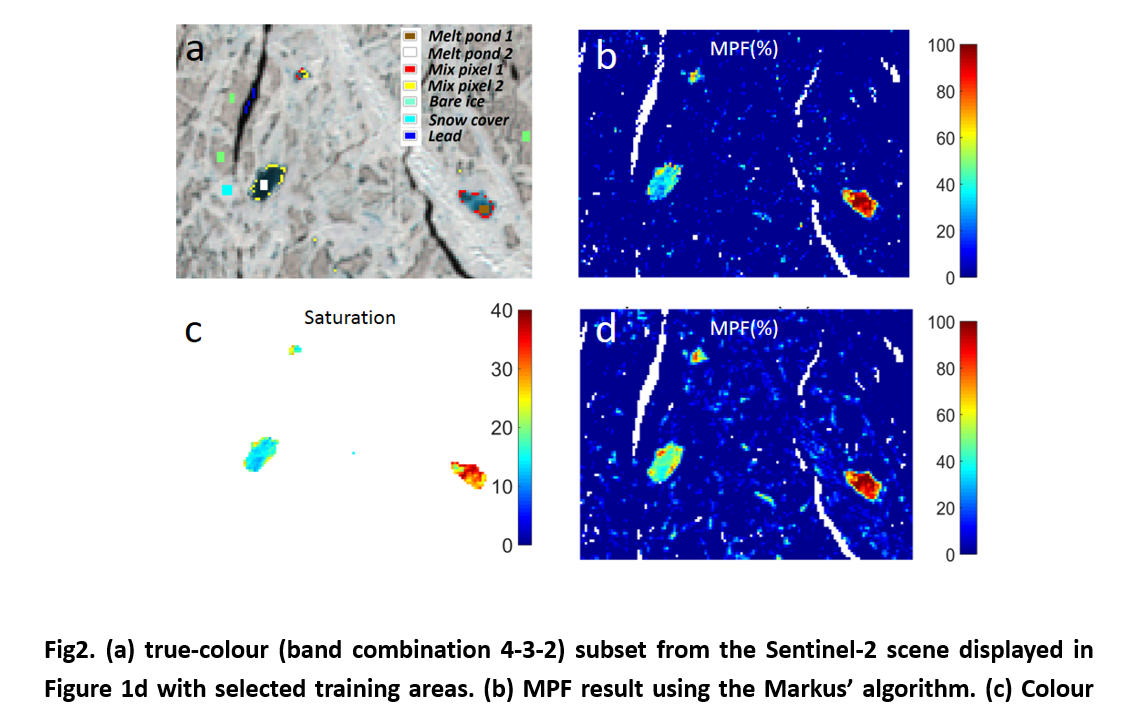 a
Melt pond 1
Melt pond 2
Mix pixel 1
Mix pixel 2
Bare ice
Snow cover
Lead
b
MPF(%)
100
80
60
40
20
0
c
Saturation
40
30
20
10
0
d
MPF(%)
100
80
60
40
20
0
Fig2. (a) true-colour (band combination 4-3-2) subset from the Sentinel-2 scene displayed in
Figure 1d with selected training areas. (b) MPF result using the Markus’ algorithm. (c) Colour